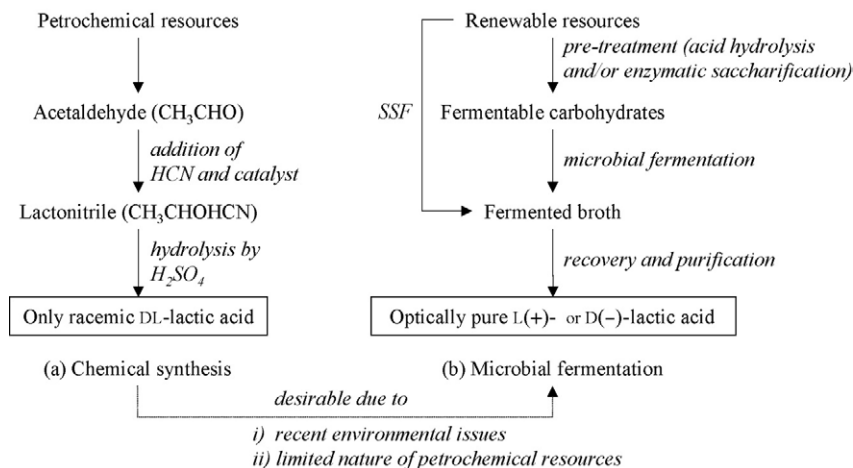 Petrochemical resources
Acetaldehyde (CH₃CHO)
addition of
HCN and catalyst
Lactonitrile (CH₃CHOHCN)
hydrolysis by
H₂SO₄
Only racemic DL-lactic acid
(a) Chemical synthesis
Renewable resources
pre-treatment (acid hydrolysis
and/or enzymatic saccharification)
SSF
Fermentable carbohydrates
microbial fermentation
Fermented broth
recovery and purification
Optically pure L(+)- or D(−)-lactic acid
(b) Microbial fermentation
desirable due to
i) recent environmental issues
ii) limited nature of petrochemical resources